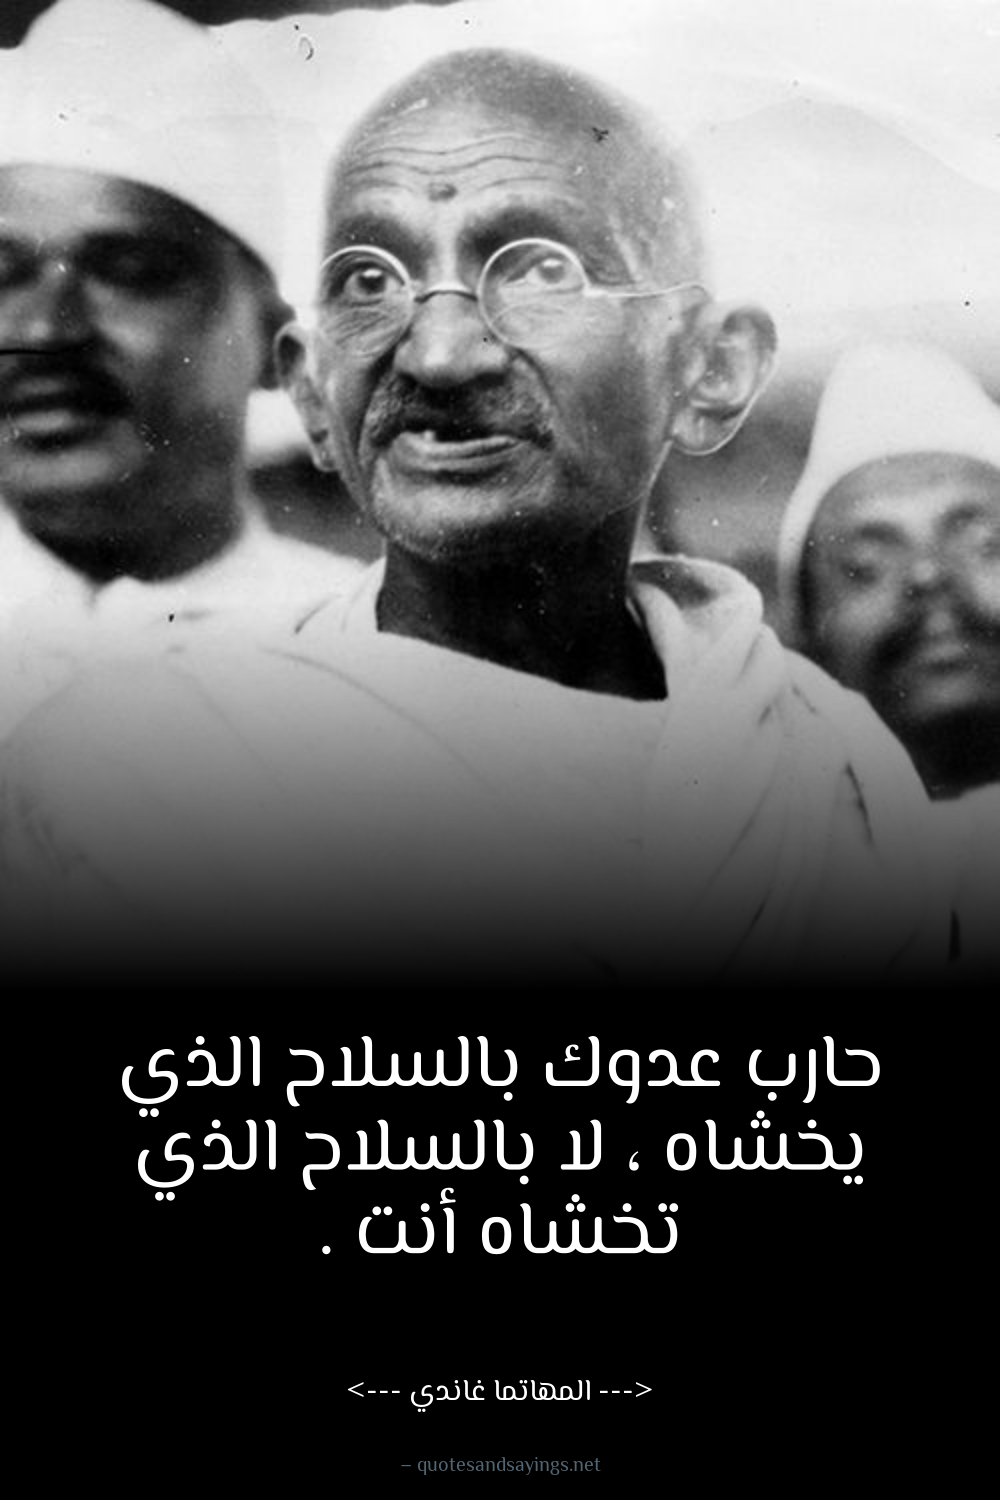 حارب عدوك بالسلاح الذي
يخشاه ، لا بالسلاح الذي
تخشاه أنت .
<--- المهاتما غاندي --->
– quotesandsayings.net